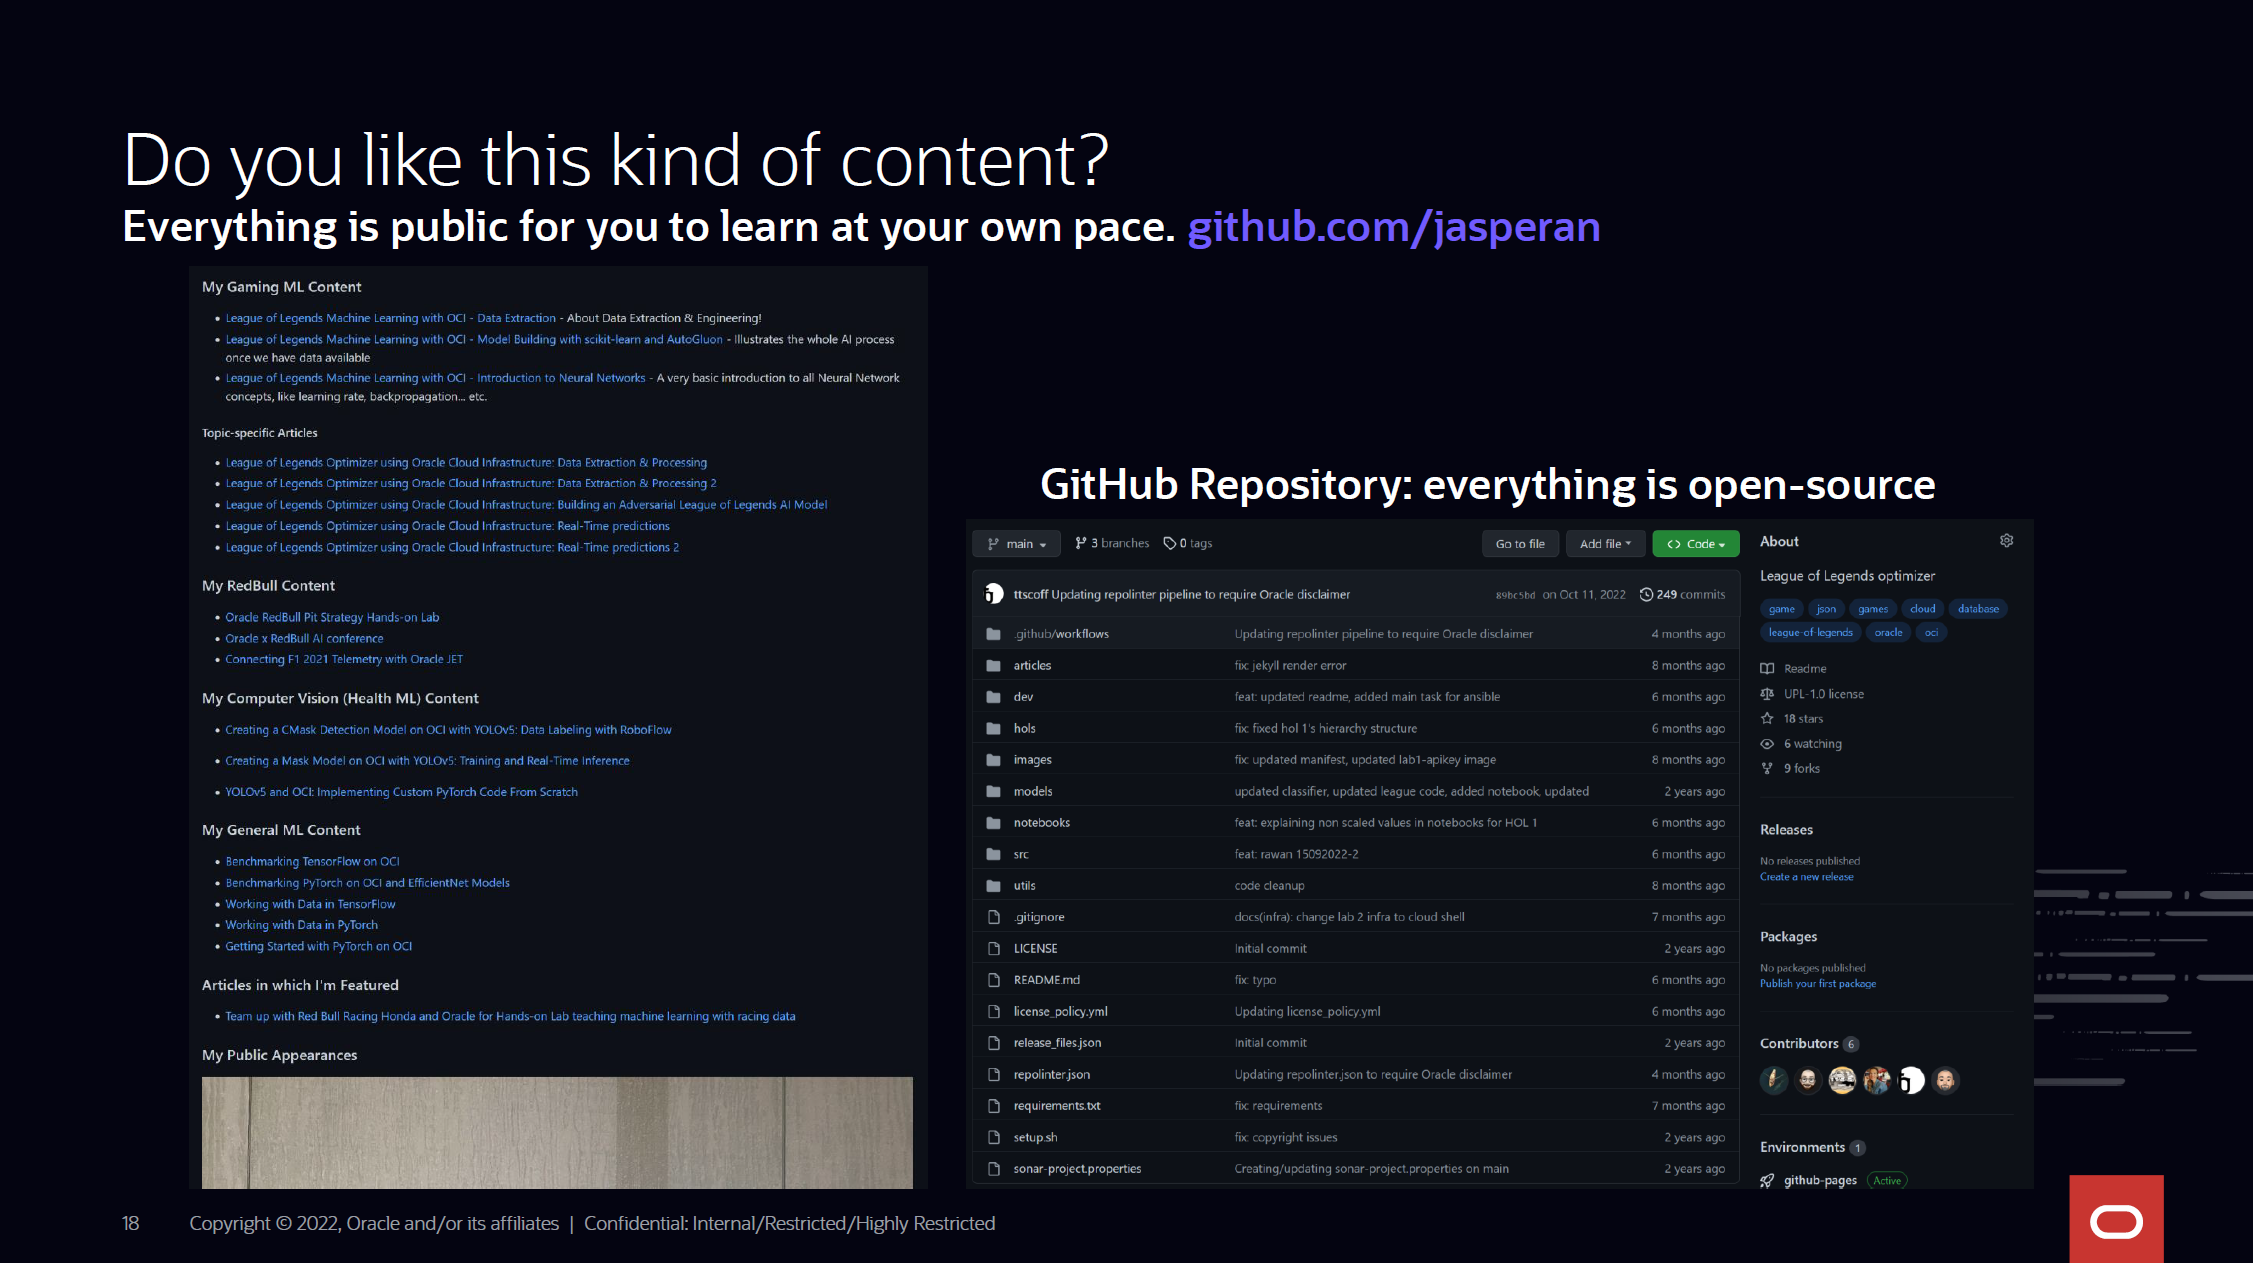 Do you like this kind of content?
Everything is public for you to learn at your own pace. github.com/jasperan
My Gaming ML Content
• League of Legends Machine Learning with OCI - Data Extraction - About Data Extraction & Engineering!
• League of Legends Machine Learning with OCI - Model Building with scikit-learn and AutoGluon - Illustrates the whole AI process
once we have data available
• League of Legends Machine Learning with OCI - Introduction to Neural Networks - A very basic introduction to all Neural Network
concepts, like learning rate, backpropagation... etc.
Topic-specific Articles
• League of Legends Optimizer using Oracle Cloud Infrastructure: Data Extraction & Processing
• League of Legends Optimizer using Oracle Cloud Infrastructure: Data Extraction & Processing 2
• League of Legends Optimizer using Oracle Cloud Infrastructure: Building an Adversarial League of Legends AI Model
• League of Legends Optimizer using Oracle Cloud Infrastructure: Real-Time predictions
• League of Legends Optimizer using Oracle Cloud Infrastructure: Real-Time predictions 2
My RedBull Content
• Oracle RedBull Pit Strategy Hands-on Lab
• Oracle x RedBull AI conference
• Connecting F1 2021 Telemetry with Oracle JET
My Computer Vision (Health ML) Content
• Creating a CMask Detection Model on OCI with YOLOv5: Data Labeling with RoboFlow
• Creating a Mask Model on OCI with YOLOv5: Training and Real-Time Inference
• YOLOv5 and OCI: Implementing Custom PyTorch Code From Scratch
My General ML Content
• Benchmarking TensorFlow on OCI
• Benchmarking PyTorch on OCI and EfficientNet Models
• Working with Data in TensorFlow
• Working with Data in PyTorch
• Getting Started with PyTorch on OCI
Articles in which I'm Featured
• Team up with Red Bull Racing Honda and Oracle for Hands-on Lab teaching machine learning with racing data
My Public Appearances
GitHub Repository: everything is open-source
main 3 branches 0 tags Go to file Add file Code
ttscoff Updating repolinter pipeline to require Oracle disclaimer 89bc5bd on Oct 11, 2022 249 commits
.github/workflows Updating repolinter pipeline to require Oracle disclaimer 4 months ago
articles fix: jekyll render error 8 months ago
dev feat: updated readme, added main task for ansible 6 months ago
hols fix: fixed hol 1's hierarchy structure 6 months ago
images fix: updated manifest, updated lab1-apikey image 8 months ago
models updated classifier, updated league code, added notebook, updated 2 years ago
notebooks feat: explaining non scaled values in notebooks for HOL 1 6 months ago
src feat: rawan 15092022-2 6 months ago
utils code cleanup 8 months ago
.gitignore docs(infra): change lab 2 infra to cloud shell 7 months ago
LICENSE Initial commit 2 years ago
README.md fix: typo 6 months ago
license_policy.yml Updating license_policy.yml 6 months ago
release_files.json Initial commit 2 years ago
repolinter.json Updating repolinter.json to require Oracle disclaimer 4 months ago
requirements.txt fix: requirements 7 months ago
setup.sh fix: copyright issues 2 years ago
sonar-project.properties Creating/updating sonar-project.properties on main 2 years ago
About
League of Legends optimizer
game json games cloud database
league-of-legends oracle oci
Readme
UPL-1.0 license
18 stars
6 watching
9 forks
Releases
No releases published
Create a new release
Packages
No packages published
Publish your first package
Contributors 6
Environments 1
github-pages Active
18 Copyright © 2022, Oracle and/or its affiliates | Confidential: Internal/Restricted/Highly Restricted